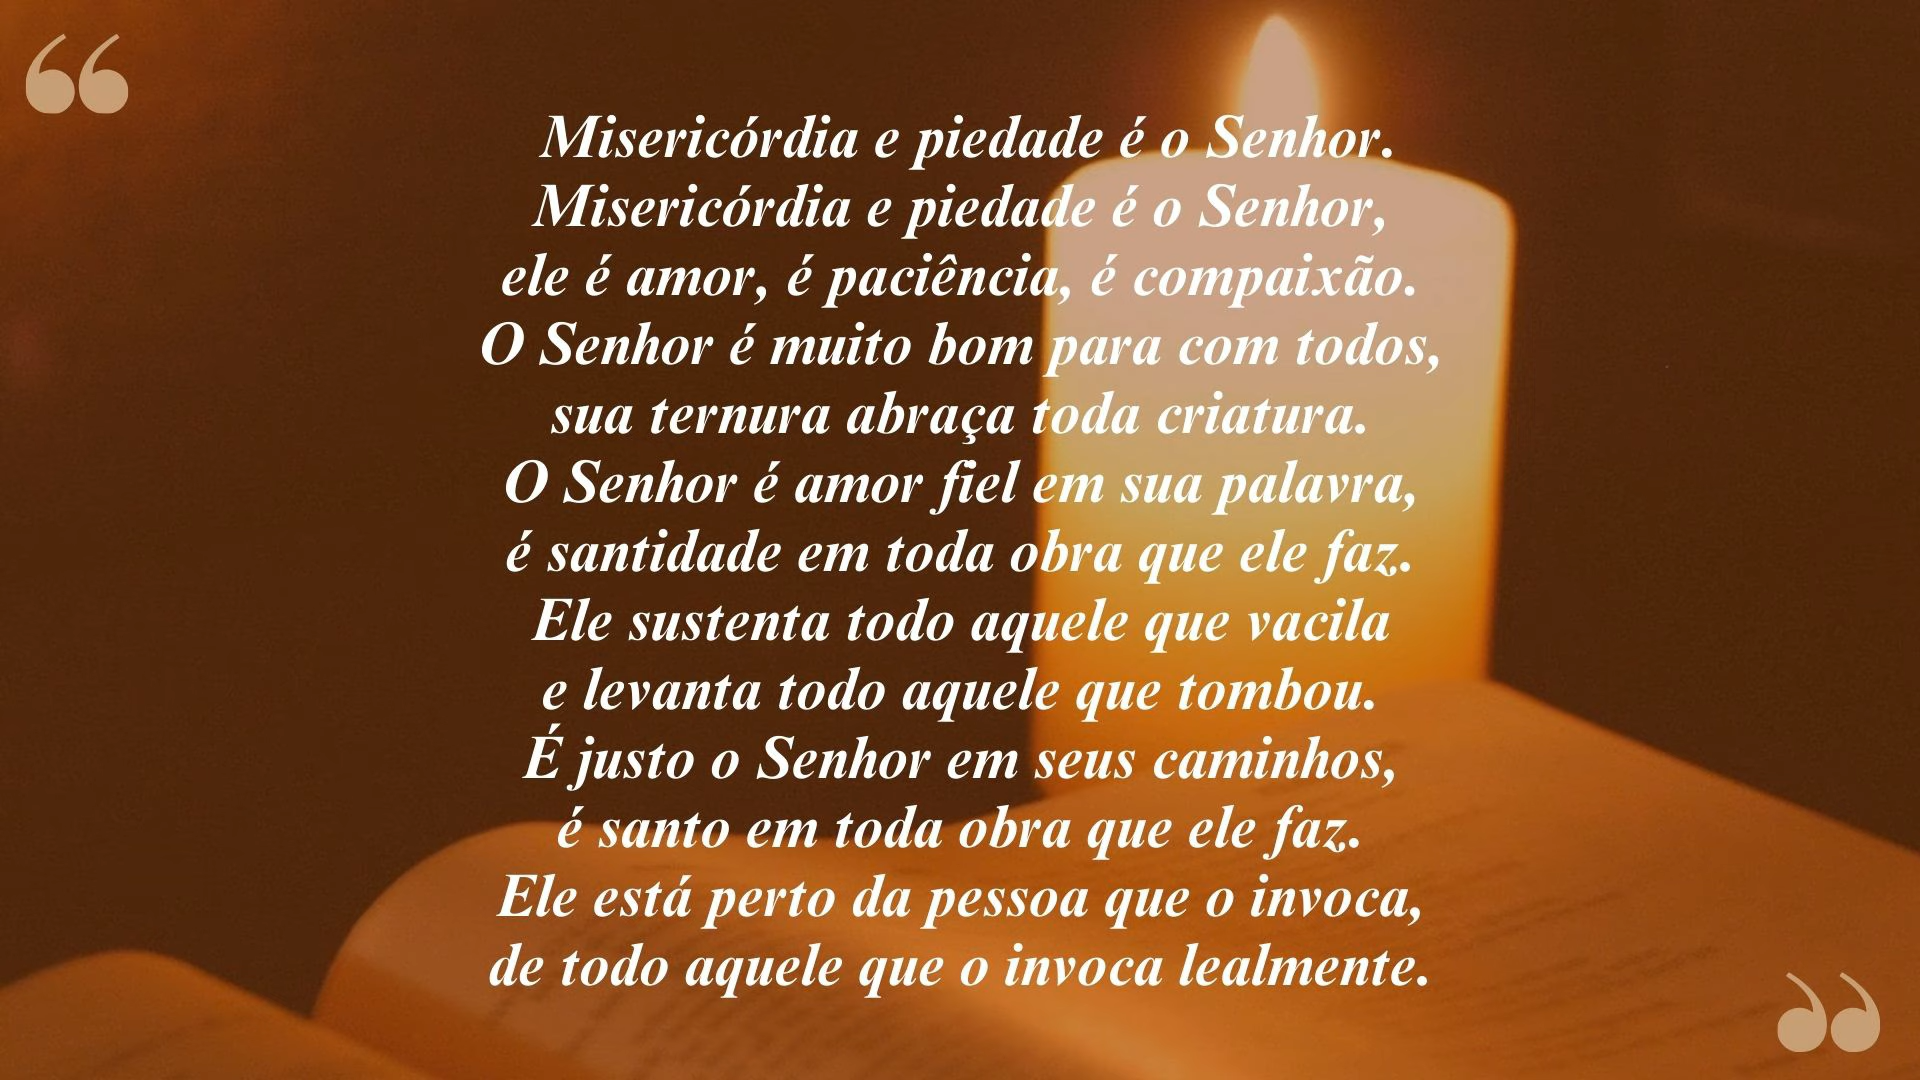 Misericórdia e piedade é o Senhor.
Misericórdia e piedade é o Senhor,
ele é amor, é paciência, é compaixão.
O Senhor é muito bom para com todos,
sua ternura abraça toda criatura.
O Senhor é amor fiel em sua palavra,
é santidade em toda obra que ele faz.
Ele sustenta todo aquele que vacila
e levanta todo aquele que tombou.
É justo o Senhor em seus caminhos,
é santo em toda obra que ele faz.
Ele está perto da pessoa que o invoca,
de todo aquele que o invoca lealmente.